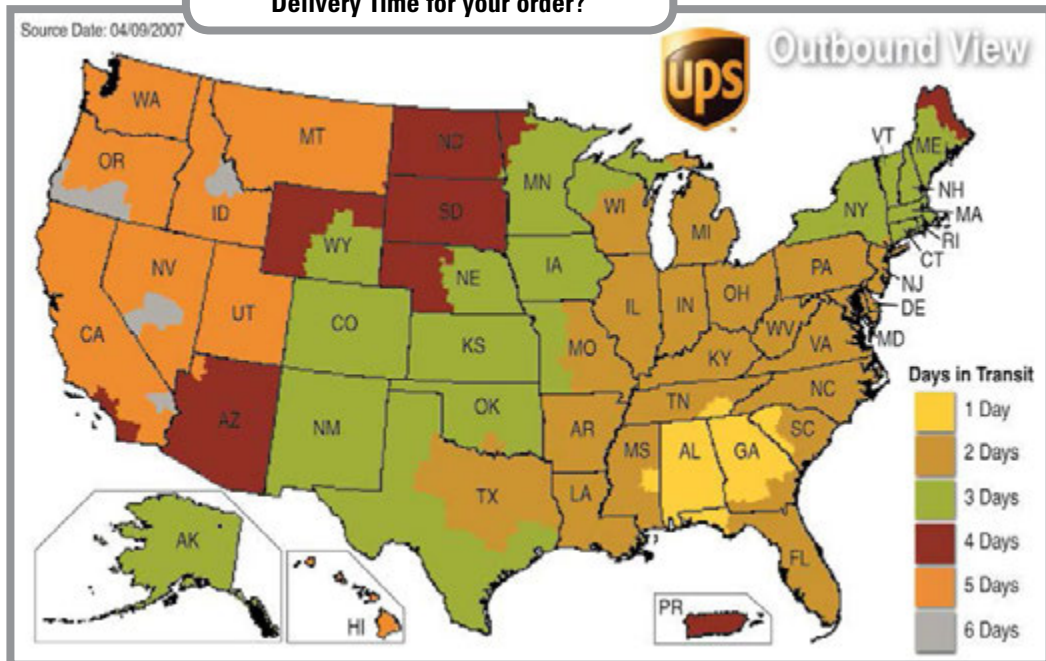 Delivery Time for your order?
Source Date: 04/09/2007
ups
Outbound View
WA
MT
ND
OR
MN
VT
ME
ID
SD
WI
NH
WY
NY
MA
MI
RI
NV
NE
IA
CT
PA
UT
IL
IN
OH
NJ
CA
CO
DE
WV
MD
KS
MO
VA
KY
Days in Transit
NC
TN
1 Day
AZ
NM
OK
AR
SC
MS
AL
GA
2 Days
TX
LA
3 Days
AK
4 Days
FL
5 Days
HI
PR
6 Days